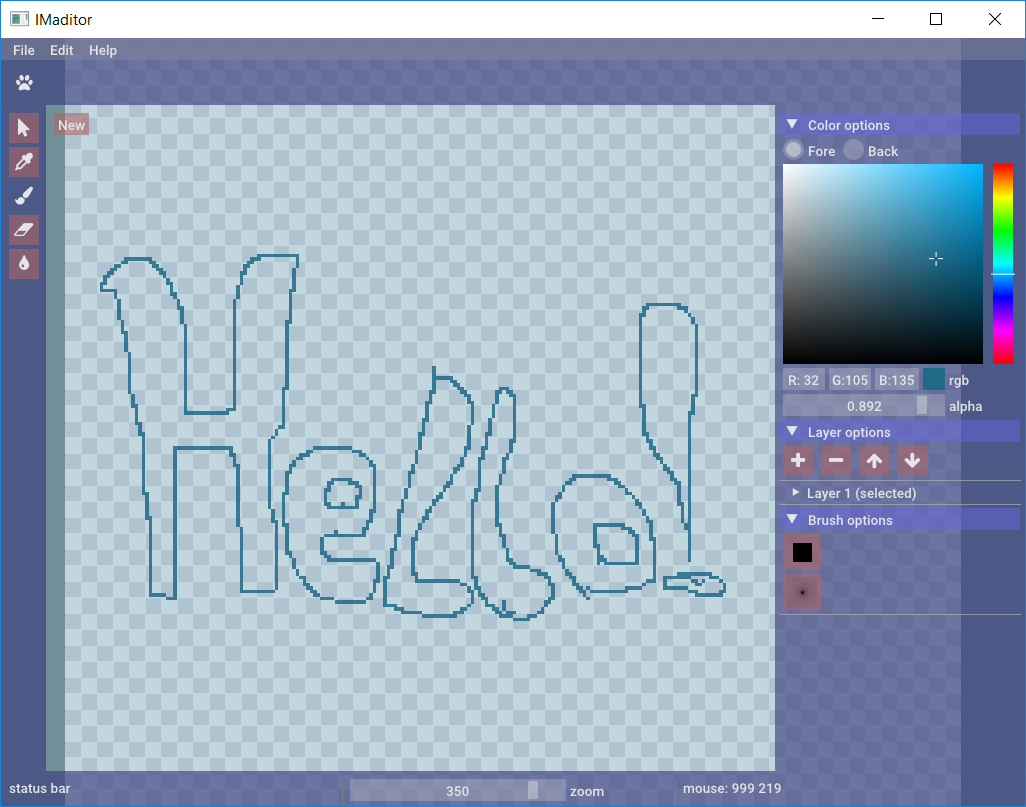 IMaditor
File Edit Help
New
Hello!
Color options
Fore Back
R: 32 G:105 B:135 rgb
0.892 alpha
Layer options
Layer 1 (selected)
Brush options
status bar 350 zoom mouse: 999 219